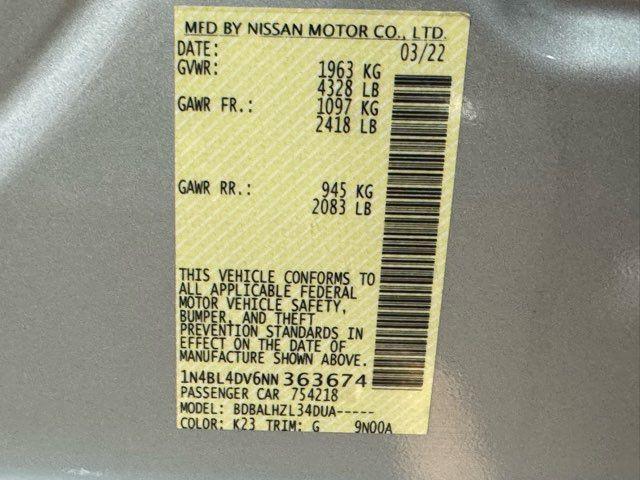 MFD BY NISSAN MOTOR CO., LTD.
DATE: 03/22
GVWR: 1963 KG
4328 LB
GAWR FR.: 1097 KG
2418 LB
GAWR RR.: 945 KG
2083 LB
THIS VEHICLE CONFORMS TO
ALL APPLICABLE FEDERAL
MOTOR VEHICLE SAFETY,
BUMPER, AND THEFT
PREVENTION STANDARDS IN
EFFECT ON THE DATE OF
MANUFACTURE SHOWN ABOVE.
1N4BL4DV6NN363674
PASSENGER CAR 754218
MODEL: BDBALHZL34DUA-----
COLOR: K23 TRIM: G 9N00A